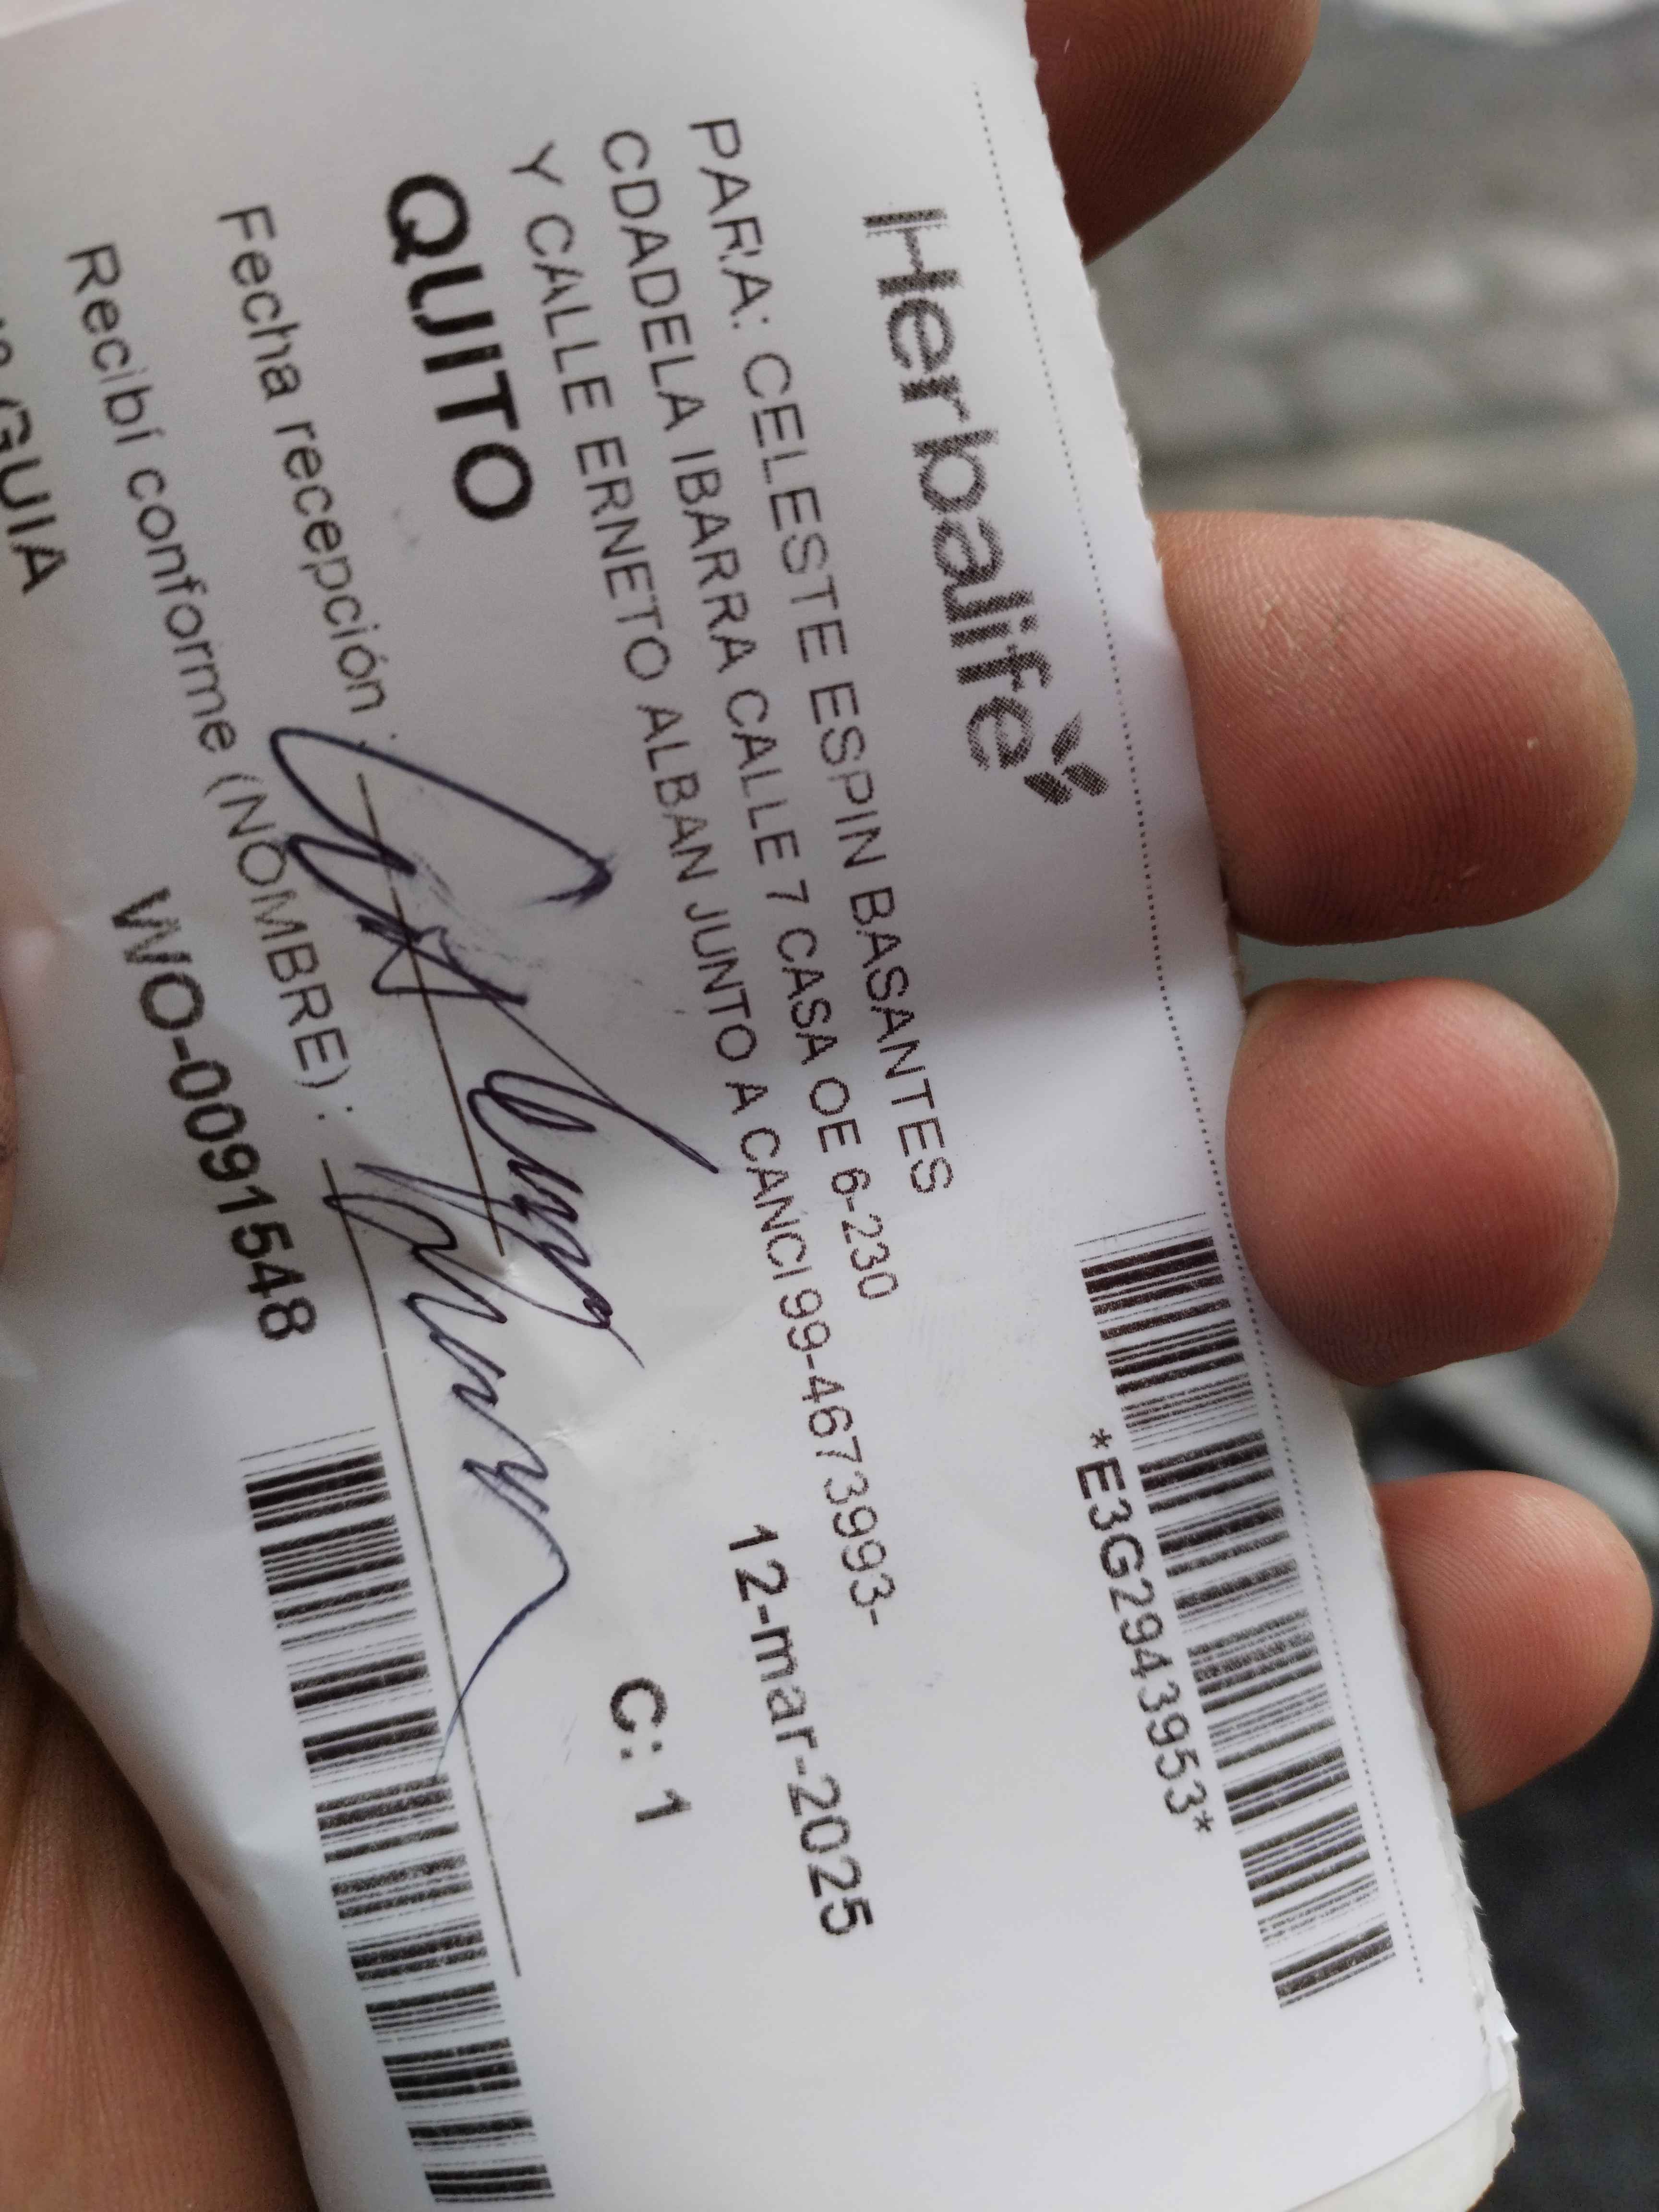 Herbalife
*E3G2943953*
PARA: CELESTE ESPIN BASANTES
CDADELA IBARRA CALLE 7 CASA OE 6-230
Y CALLE ERNETO ALBAN JUNTO A CANCI 99-4673993-
12-mar-2025
QUITO
C: 1
Fecha recepción :
Recibí conforme (NOMBRE) :
WO-0091548
GUIA